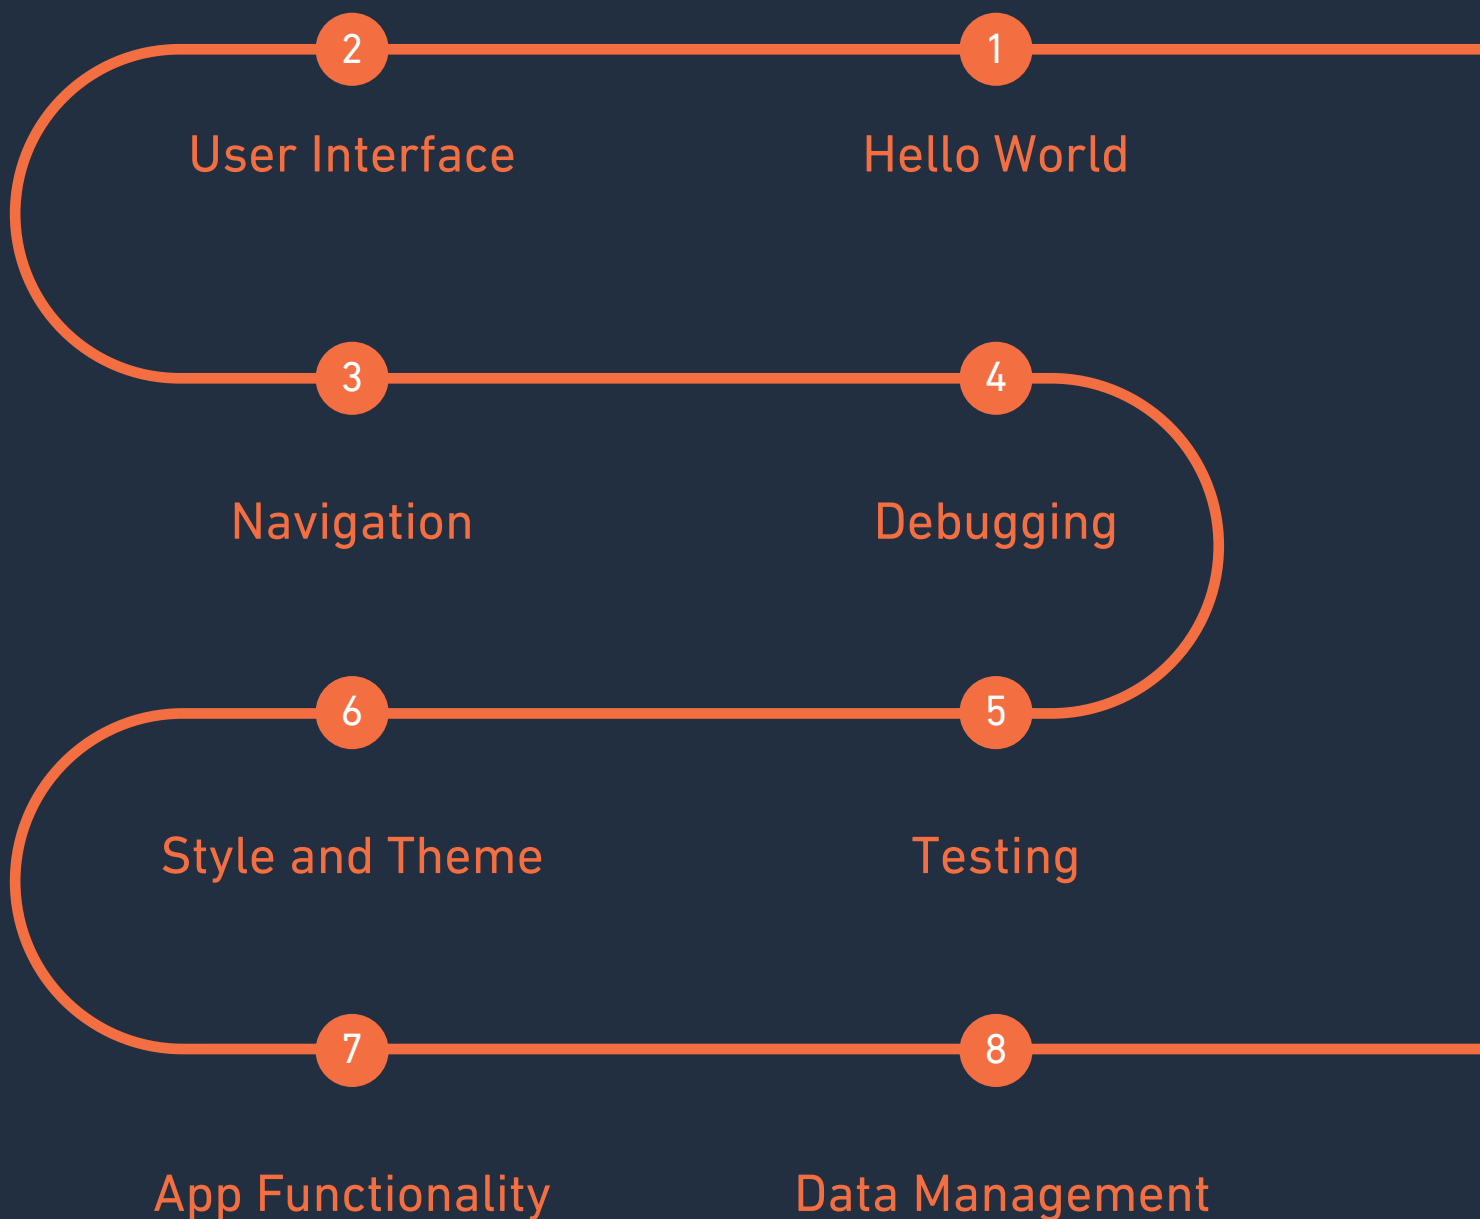 2
1
User Interface
Hello World
3
4
Navigation
Debugging
6
5
Style and Theme
Testing
7
8
App Functionality
Data Management